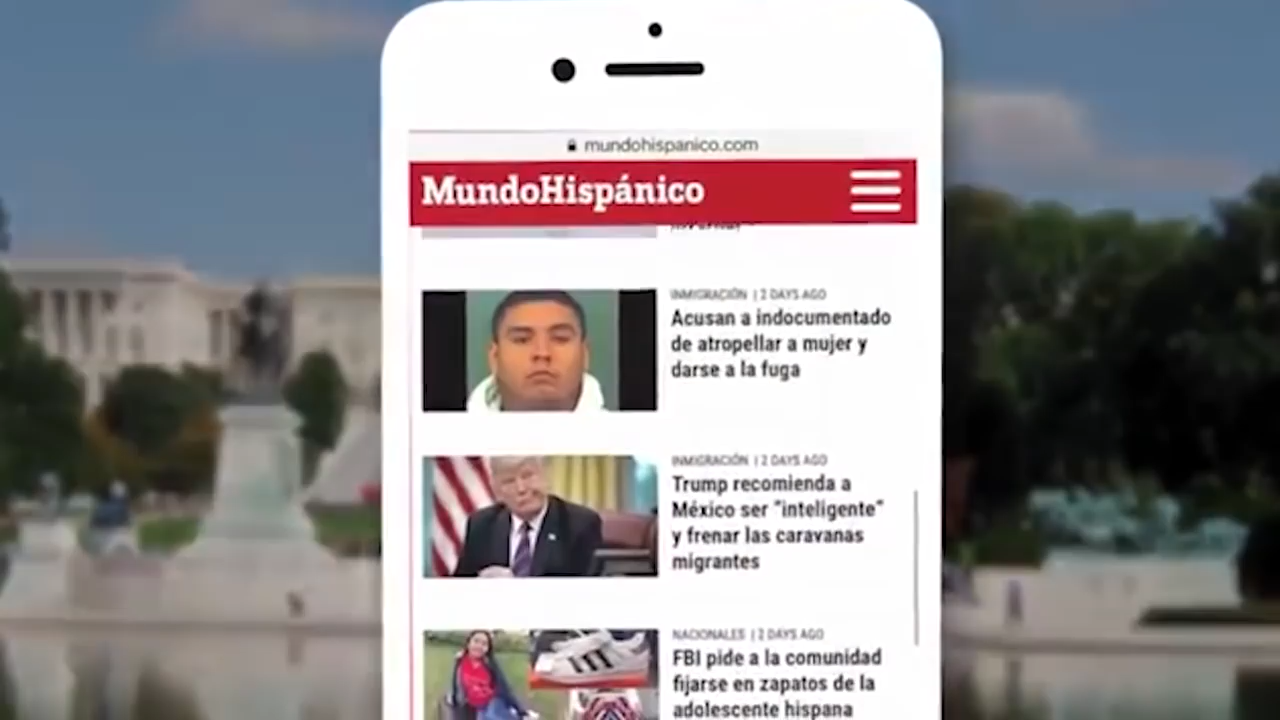 mundohispanico.com
MundoHispánico
INMIGRACIÓN | 2 DAYS AGO
Acusan a indocumentado
de atropellar a mujer y
darse a la fuga
INMIGRACIÓN | 2 DAYS AGO
Trump recomienda a
México ser "inteligente"
y frenar las caravanas
migrantes
NACIONALES | 2 DAYS AGO
FBI pide a la comunidad
fijarse en zapatos de la
adolescente hispana